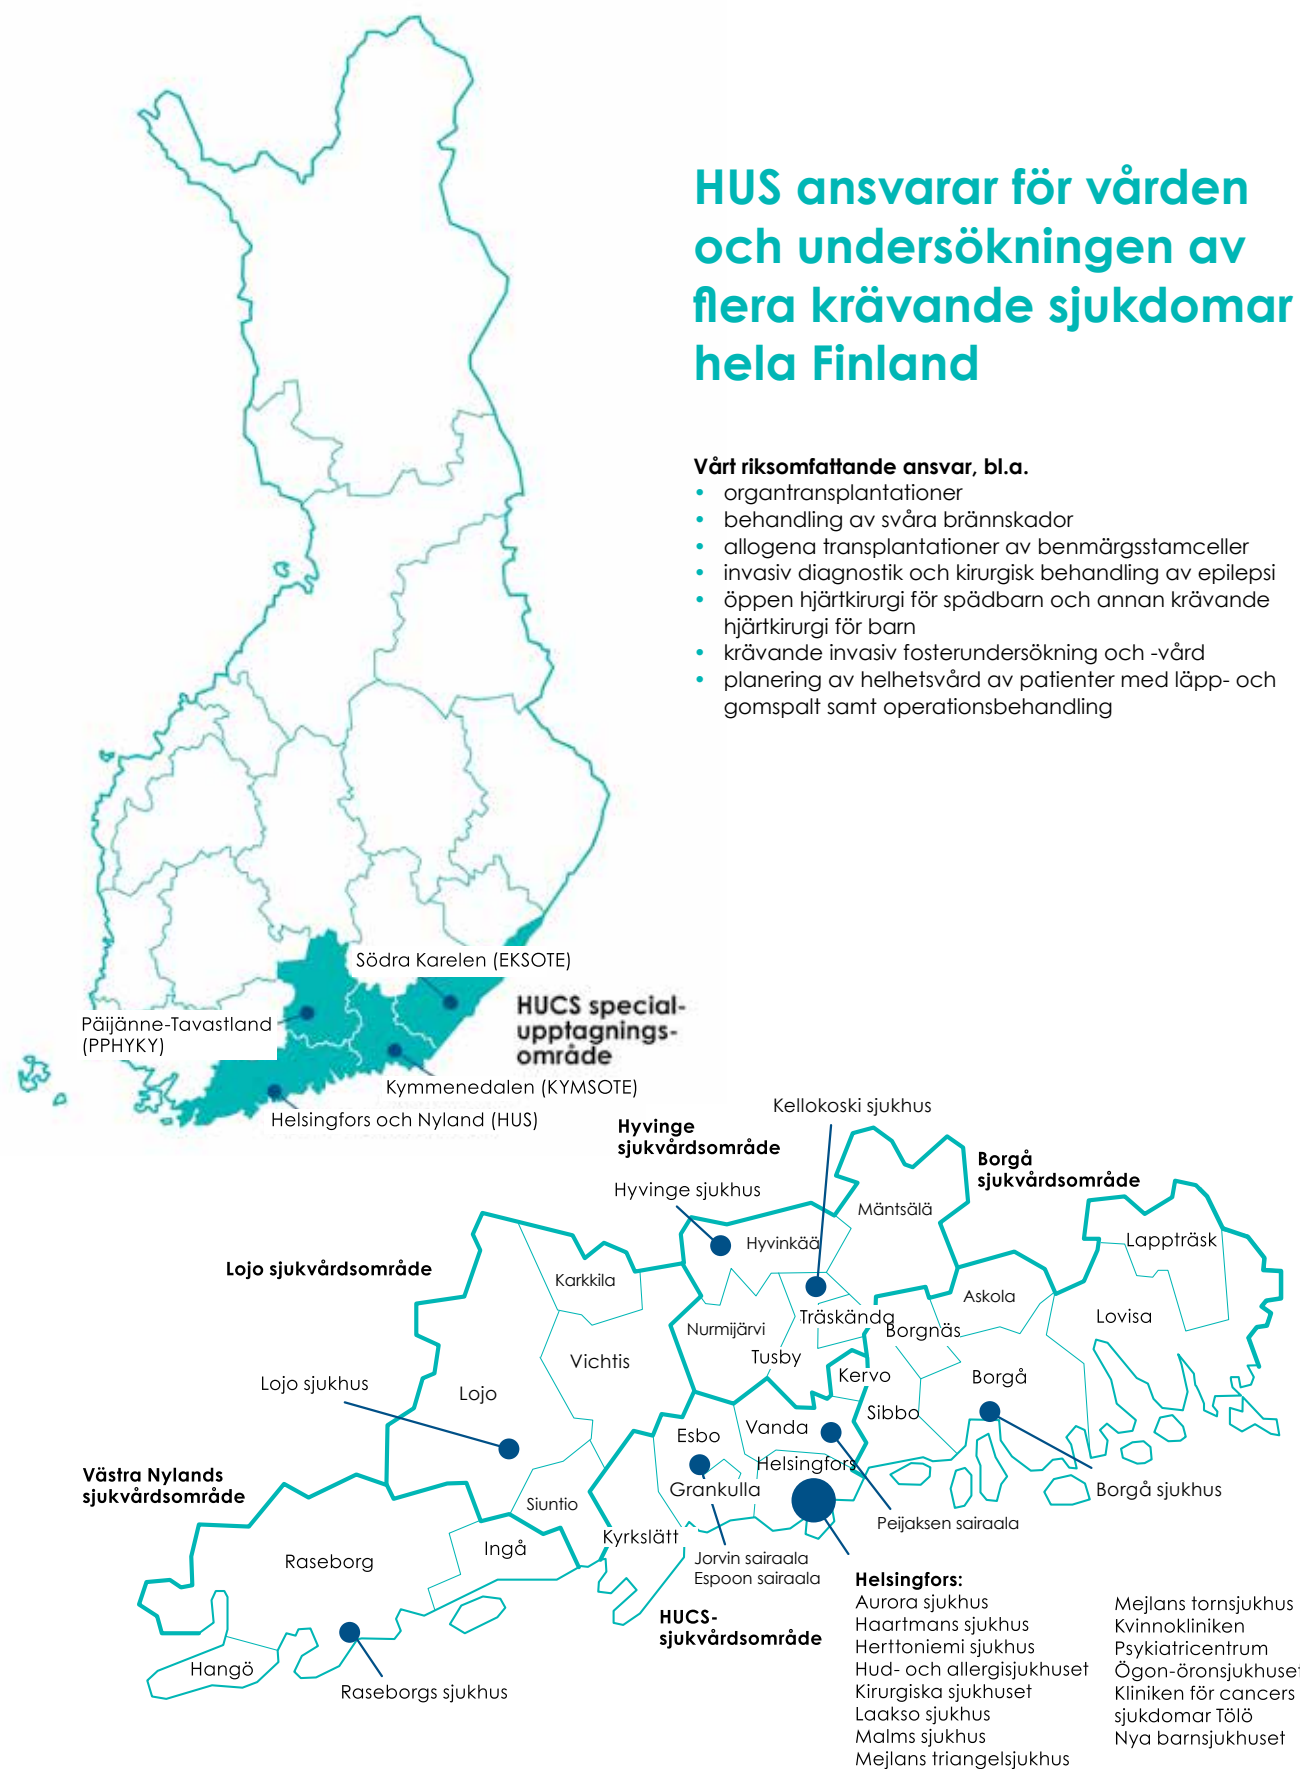 HUS ansvarar för vården
och undersökningen av
flera krävande sjukdomar
hela Finland
Vårt riksomfattande ansvar, bl.a.
• organtransplantationer
• behandling av svåra brännskador
• allogena transplantationer av benmärgsstamceller
• invasiv diagnostik och kirurgisk behandling av epilepsi
• öppen hjärtkirurgi för spädbarn och annan krävande
hjärtkirurgi för barn
• krävande invasiv fosterundersökning och -vård
• planering av helhetsvård av patienter med läpp- och
gomspalt samt operationsbehandling
Södra Karelen (EKSOTE)
HUCS special-
upptagnings-
område
Päijänne-Tavastland
(PPHYKY)
Kymmenedalen (KYMSOTE)
Helsingfors och Nyland (HUS)
Kellokoski sjukhus
Hyvinge
sjukvårdsområde
Borgå
sjukvårdsområde
Hyvinge sjukhus
Mäntsälä
Hyvinkää
Lappträsk
Lojo sjukvårdsområde
Karkkila
Askola
Träskända
Lovisa
Nurmijärvi
Borgnäs
Tusby
Vichtis
Kervo
Borgå
Lojo sjukhus
Lojo
Sibbo
Vanda
Esbo
Helsingfors
Västra Nylands
sjukvårdsområde
Grankulla
Borgå sjukhus
Siuntio
Peijaksen sairaala
Kyrkslätt
Ingå
Raseborg
Jorvin sairaala
Espoon sairaala
HUCS-
sjukvårdsområde
Hangö
Raseborgs sjukhus
Helsingfors:
Aurora sjukhus
Haartmans sjukhus
Herttoniemi sjukhus
Hud- och allergisjukhuset
Kirurgiska sjukhuset
Laakso sjukhus
Malms sjukhus
Mejlans triangelsjukhus
Mejlans tornsjukhus
Kvinnokliniken
Psykiatricentrum
Ögon-öronsjukhuset
Kliniken för cancers
sjukdomar Tölö
Nya barnsjukhuset